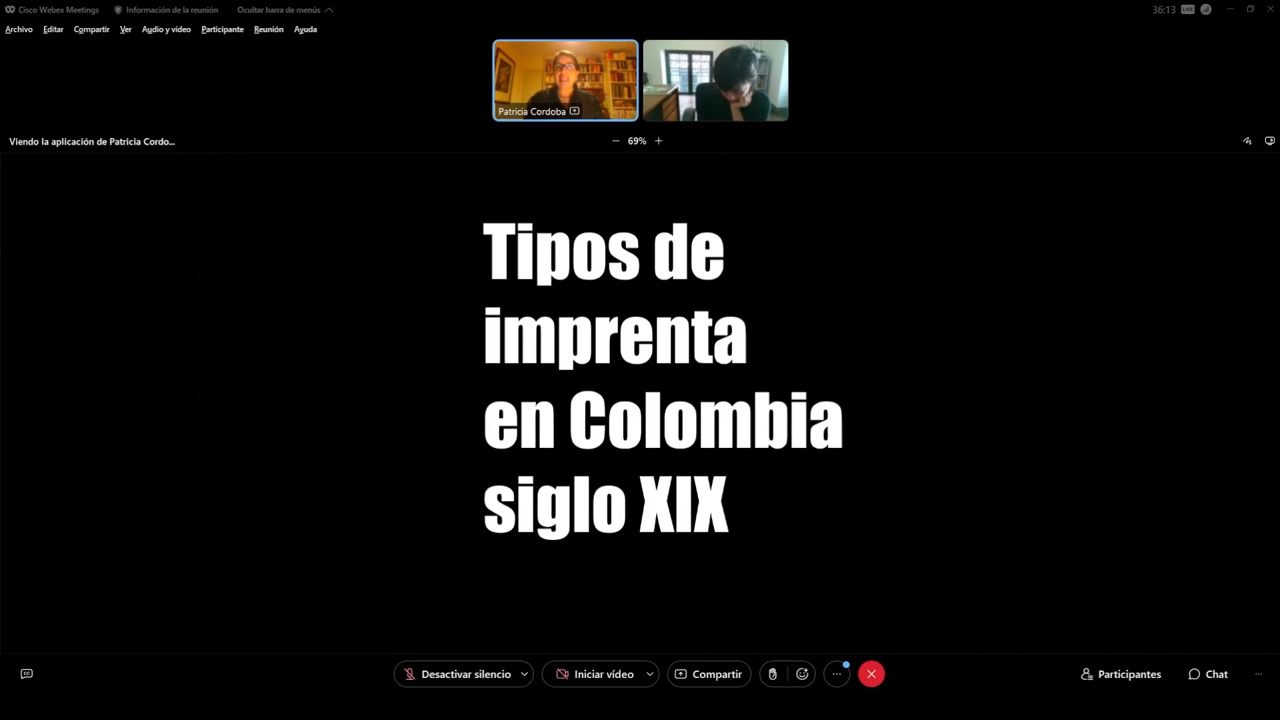 Cisco Webex Meetings Información de la reunión Ocultar barra de menús 36:13 LIVE
Archivo Editar Compartir Ver Audio y vídeo Participante Reunión Ayuda
Patricia Cordoba
Viendo la aplicación de Patricia Cordo... − 69% +
Tipos de
imprenta
en Colombia
siglo XIX
Desactivar silencio Iniciar vídeo Compartir ... Participantes Chat ...